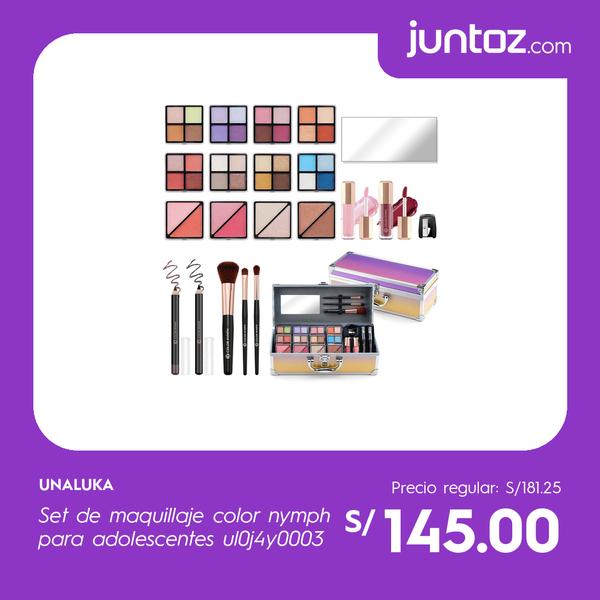 juntoz.com
UNALUKA
Set de maquillaje color nymph
para adolescentes ul0j4y0003
Precio regular: S/181.25
S/145.00